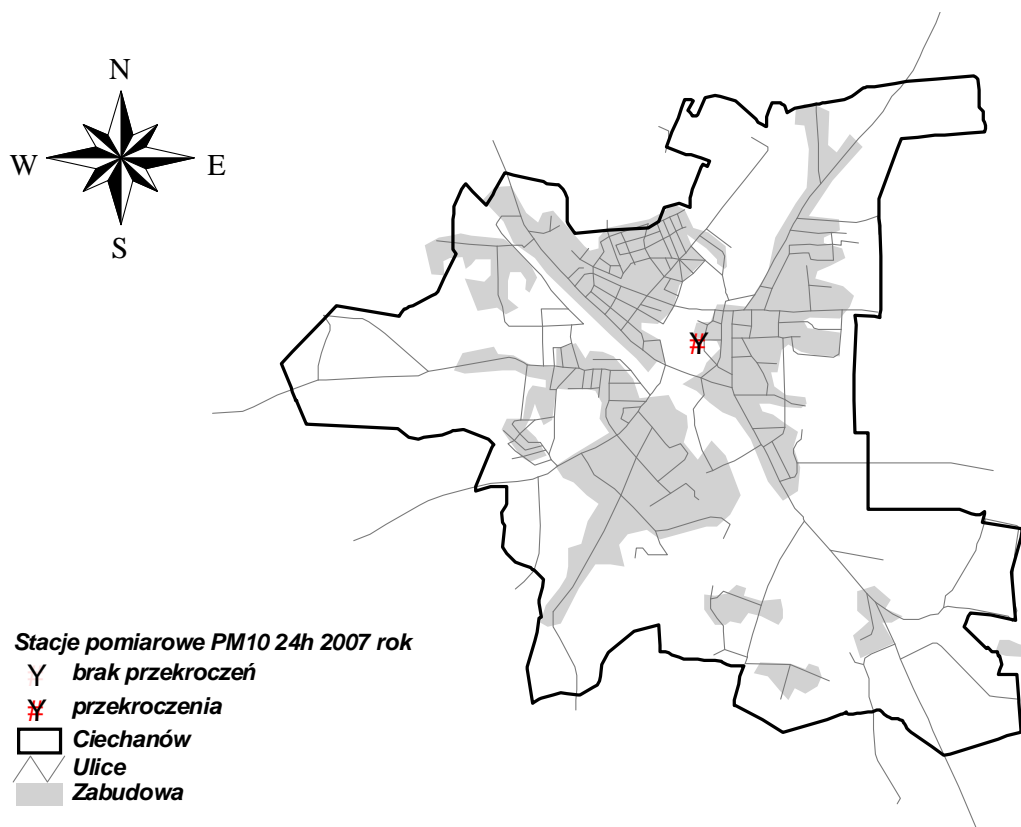 N
W E
S
Stacje pomiarowe PM10 24h 2007 rok
brak przekroczeń
przekroczenia
Ciechanów
Ulice
Zabudowa